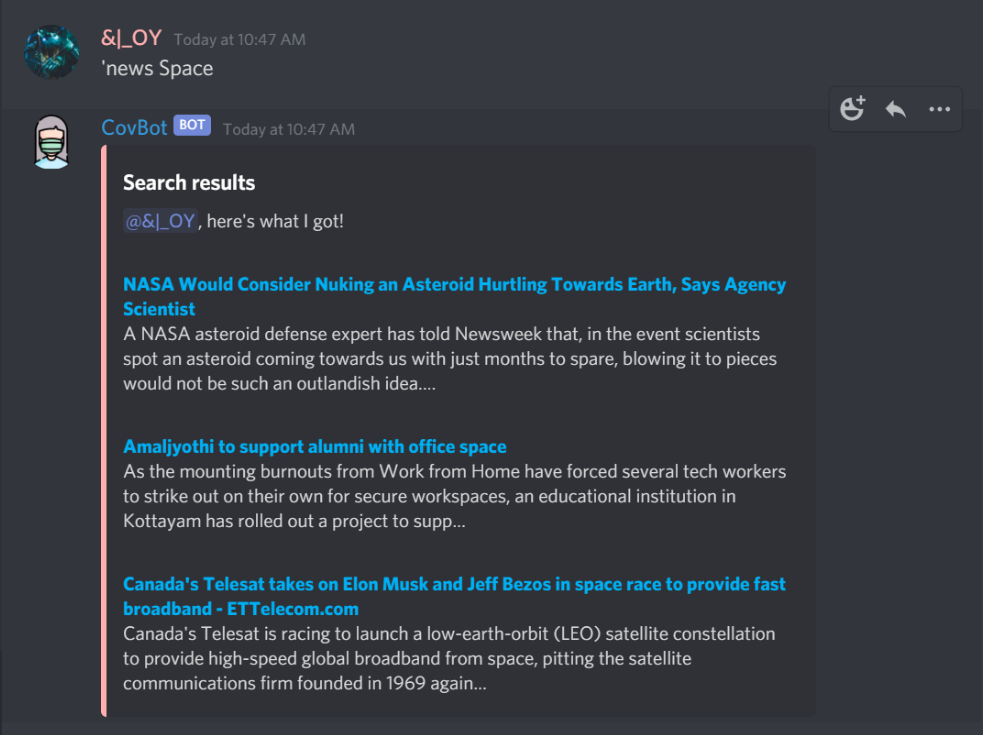 &|_OY Today at 10:47 AM
'news Space
CovBot BOT Today at 10:47 AM
Search results
@&|_OY, here's what I got!
NASA Would Consider Nuking an Asteroid Hurtling Towards Earth, Says Agency
Scientist
A NASA asteroid defense expert has told Newsweek that, in the event scientists
spot an asteroid coming towards us with just months to spare, blowing it to pieces
would not be such an outlandish idea....
Amaljyothi to support alumni with office space
As the mounting burnouts from Work from Home have forced several tech workers
to strike out on their own for secure workspaces, an educational institution in
Kottayam has rolled out a project to supp...
Canada's Telesat takes on Elon Musk and Jeff Bezos in space race to provide fast
broadband - ETTelecom.com
Canada's Telesat is racing to launch a low-earth-orbit (LEO) satellite constellation
to provide high-speed global broadband from space, pitting the satellite
communications firm founded in 1969 again...